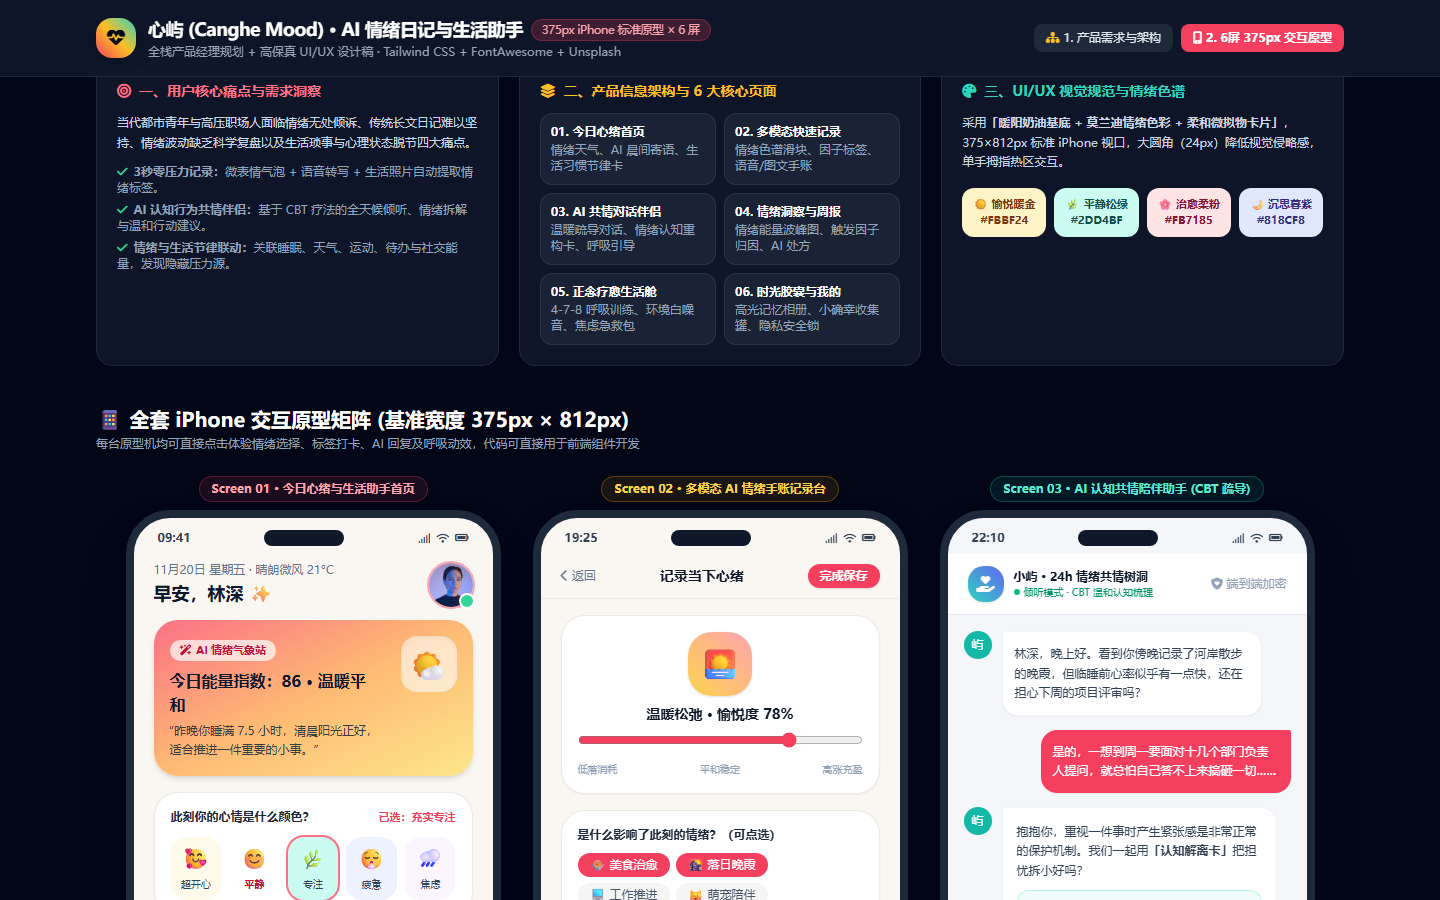 心屿 (Canghe Mood) • AI 情绪日记与生活助手
375px iPhone 标准原型 × 6 屏
全栈产品经理规划 + 高保真 UI/UX 设计稿 · Tailwind CSS + FontAwesome + Unsplash
1. 产品需求与架构
2. 6屏 375px 交互原型
一、用户核心痛点与需求洞察
当代都市青年与高压职场人面临情绪无处倾诉、传统长文日记难以坚
持、情绪波动缺乏科学复盘以及生活琐事与心理状态脱节四大痛点。
3秒零压力记录：微表情气泡 + 语音转写 + 生活照片自动提取情
绪标签。
AI 认知行为共情伴侣：基于 CBT 疗法的全天候倾听、情绪拆解
与温和行动建议。
情绪与生活节律联动：关联睡眠、天气、运动、待办与社交能
量，发现隐藏压力源。
二、产品信息架构与 6 大核心页面
01. 今日心绪首页
情绪天气、AI 晨间寄语、生
活习惯节律卡
02. 多模态快速记录
情绪色谱滑块、因子标签、
语音/图文手账
03. AI 共情对话伴侣
温暖疏导对话、情绪认知重
构卡、呼吸引导
04. 情绪洞察与周报
情绪能量波峰图、触发因子
归因、AI 处方
05. 正念疗愈生活舱
4-7-8 呼吸训练、环境白噪
音、焦虑急救包
06. 时光胶囊与我的
高光记忆相册、小确幸收集
罐、隐私安全锁
三、UI/UX 视觉规范与情绪色谱
采用「暖阳奶油基底 + 莫兰迪情绪色彩 + 柔和微拟物卡片」，
375×812px 标准 iPhone 视口，大圆角（24px）降低视觉侵略感，
单手拇指热区交互。
愉悦暖金
#FBBF24
平静松绿
#2DD4BF
治愈柔粉
#FB7185
沉思暮紫
#818CF8
全套 iPhone 交互原型矩阵 (基准宽度 375px × 812px)
每台原型机均可直接点击体验情绪选择、标签打卡、AI 回复及呼吸动效，代码可直接用于前端组件开发
Screen 01 • 今日心绪与生活助手首页
09:41
11月20日 星期五 · 晴朗微风 21°C
早安，林深 ✨
AI 情绪气象站
今日能量指数：86 • 温暖平
和
“昨晚你睡满 7.5 小时，清晨阳光正好，
适合推进一件重要的小事。”
此刻你的心情是什么颜色？
已选：充实专注
超开心
平静
专注
疲惫
焦虑
Screen 02 • 多模态 AI 情绪手账记录台
19:25
返回
记录当下心绪
完成保存
温暖松弛 • 愉悦度 78%
低落消耗
平和稳定
高涨充盈
是什么影响了此刻的情绪？（可点选）
美食治愈
落日晚霞
工作推进
萌宠陪伴
Screen 03 • AI 认知共情陪伴助手 (CBT 疏导)
22:10
小屿 • 24h 情绪共情树洞
倾听模式 · CBT 温和认知梳理
端到端加密
屿
林深，晚上好。看到你傍晚记录了河岸散步
的晚霞，但临睡前心率似乎有一点快，还在
担心下周的项目评审吗？
是的，一想到周一要面对十几个部门负责
人提问，就总怕自己答不上来搞砸一切……
屿
抱抱你，重视一件事时产生紧张感是非常正常
的保护机制。我们一起用「认知解离卡」把担
忧拆小好吗？